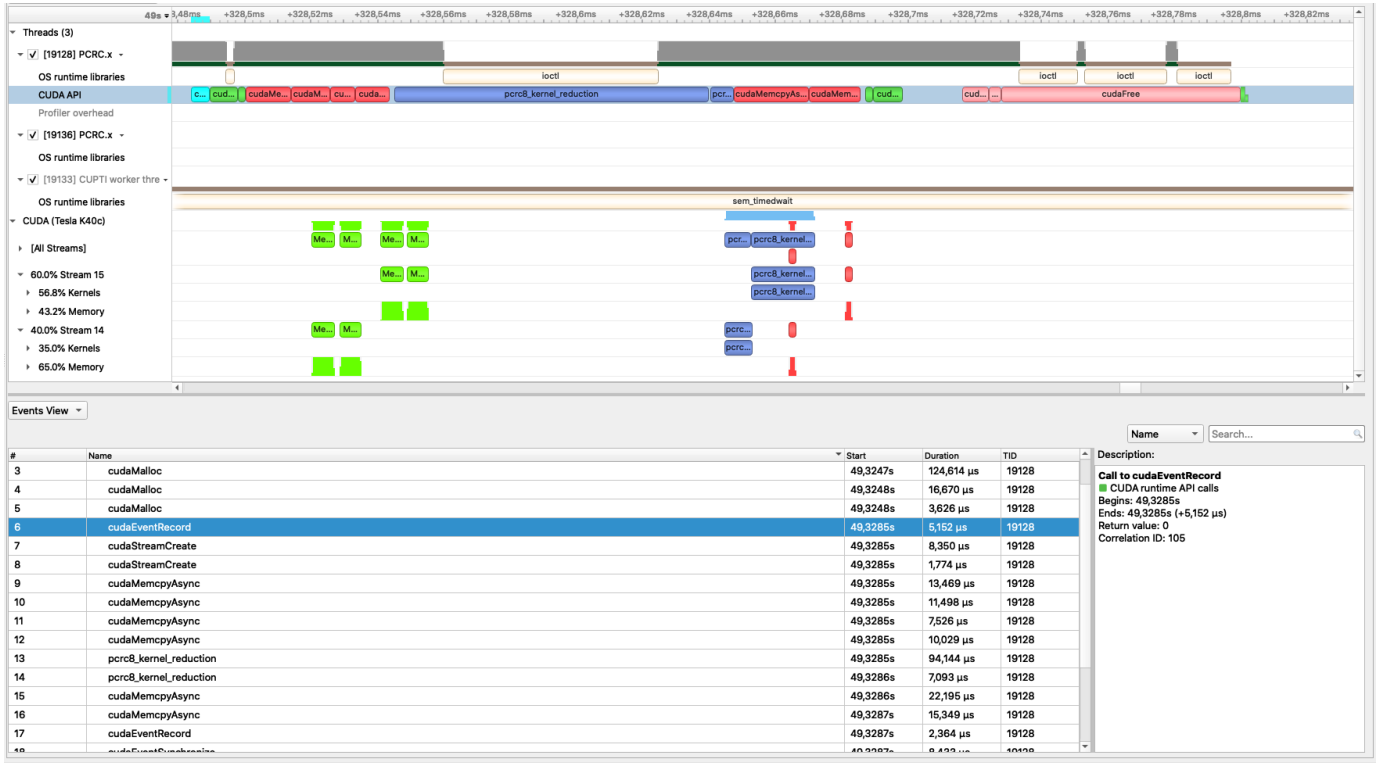 49s 3,48ms +328,5ms +328,52ms +328,54ms +328,56ms +328,58ms +328,6ms +328,62ms +328,64ms +328,66ms +328,68ms +328,7ms +328,72ms +328,74ms +328,76ms +328,78ms +328,8ms +328,82ms
Threads (3)
[19128] PCRC.x
OS runtime libraries ioctl ioctl ioctl ioctl
CUDA API c... cud... cudaMe... cudaM... cu... cuda... pcrc8_kernel_reduction pcr... cudaMemcpyAs... cudaMem... cud... cud... ... cudaFree
Profiler overhead
[19136] PCRC.x
OS runtime libraries
[19133] CUPTI worker thre
OS runtime libraries sem_timedwait
CUDA (Tesla K40c)
[All Streams] Me... M... Me... M... pcr... pcrc8_kernel...
60.0% Stream 15 Me... M... pcrc8_kernel...
56.8% Kernels pcrc8_kernel...
43.2% Memory
40.0% Stream 14 Me... M... pcrc...
35.0% Kernels pcrc...
65.0% Memory
Events View
Name Search...
# Name Start Duration TID
3 cudaMalloc 49,3247s 124,614 µs 19128
4 cudaMalloc 49,3248s 16,670 µs 19128
5 cudaMalloc 49,3248s 3,626 µs 19128
6 cudaEventRecord 49,3285s 5,152 µs 19128
7 cudaStreamCreate 49,3285s 8,350 µs 19128
8 cudaStreamCreate 49,3285s 1,774 µs 19128
9 cudaMemcpyAsync 49,3285s 13,469 µs 19128
10 cudaMemcpyAsync 49,3285s 11,498 µs 19128
11 cudaMemcpyAsync 49,3285s 7,526 µs 19128
12 cudaMemcpyAsync 49,3285s 10,029 µs 19128
13 pcrc8_kernel_reduction 49,3285s 94,144 µs 19128
14 pcrc8_kernel_reduction 49,3286s 7,093 µs 19128
15 cudaMemcpyAsync 49,3286s 22,195 µs 19128
16 cudaMemcpyAsync 49,3287s 15,349 µs 19128
17 cudaEventRecord 49,3287s 2,364 µs 19128
Description:
Call to cudaEventRecord
CUDA runtime API calls
Begins: 49,3285s
Ends: 49,3285s (+5,152 µs)
Return value: 0
Correlation ID: 105